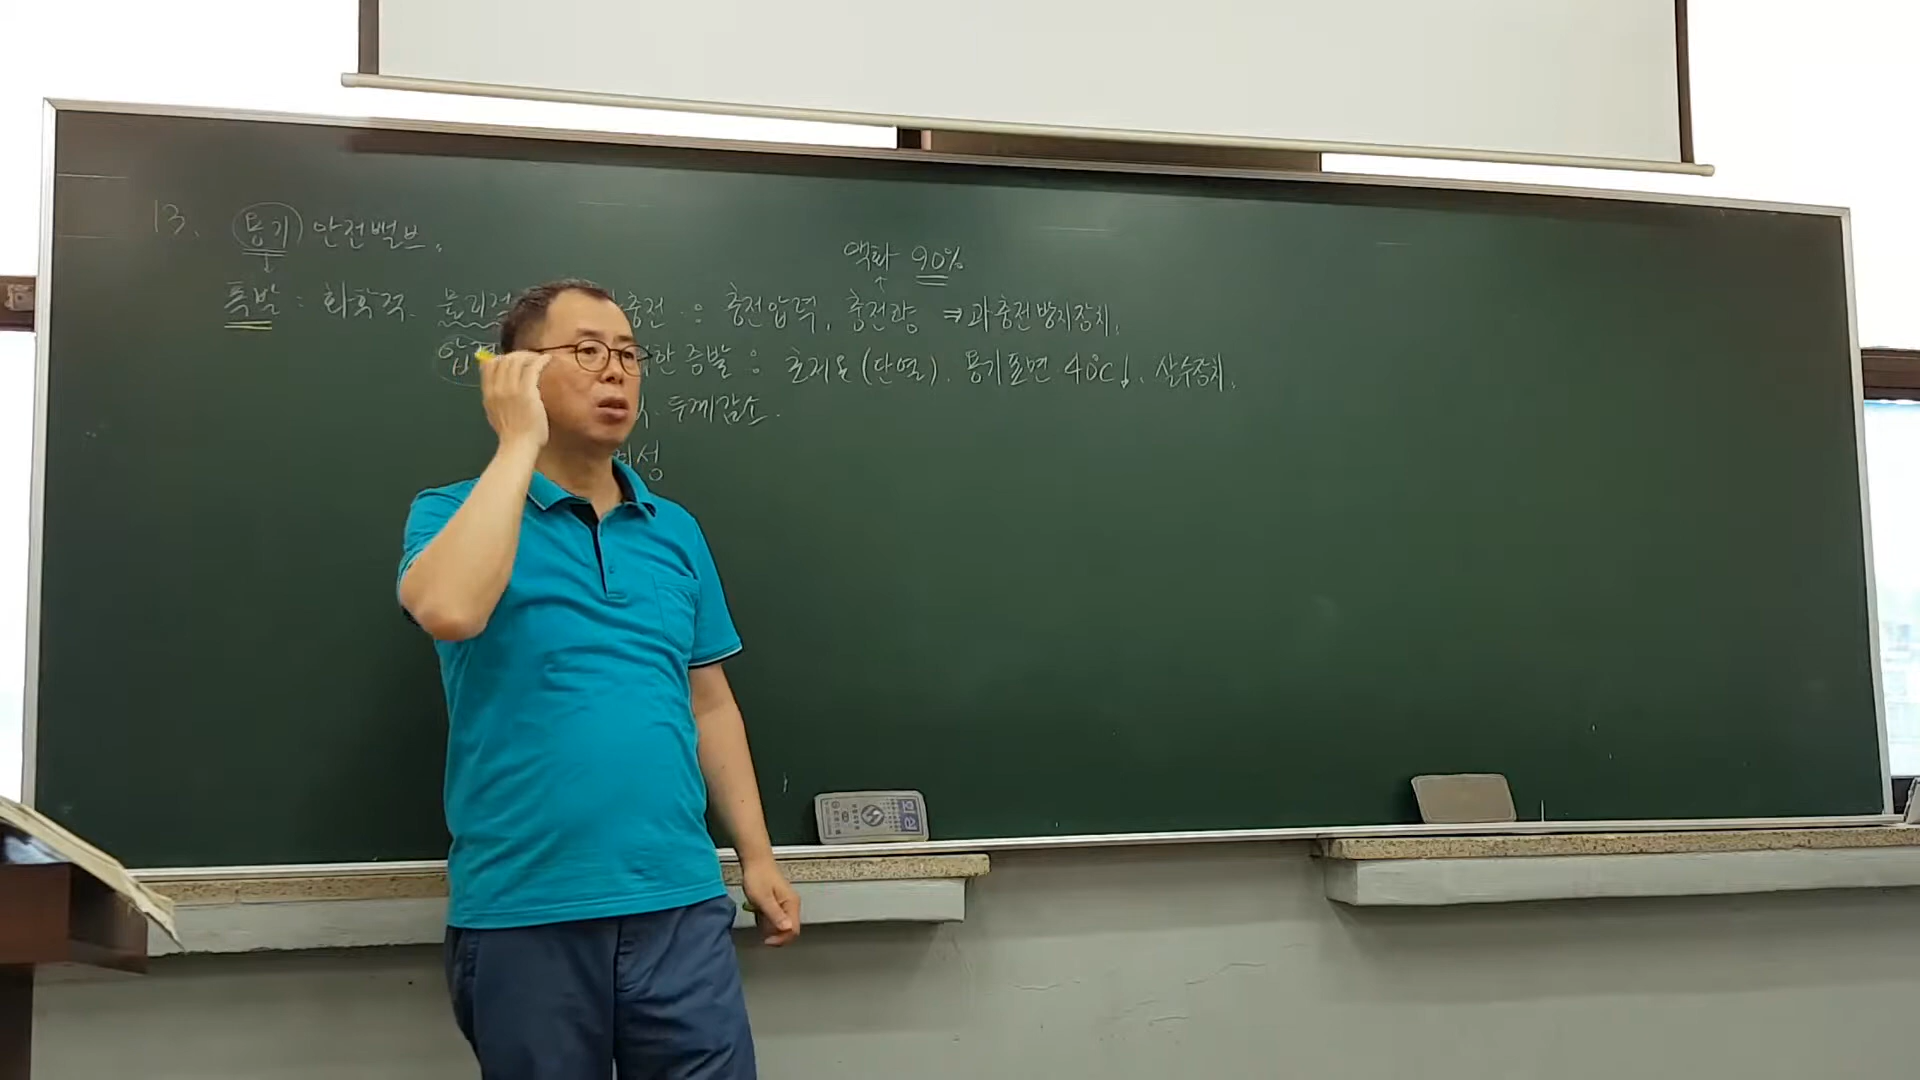 13. 용기 안전밸브.
액화 90%
폭발 : 화학적. 물리적 충전 : 충전압력, 충전량 ⇒ 과충전방지장치.
한 증발 : 초저온(단열). 용기표면 40℃↓. 살수장치.
두께감소.